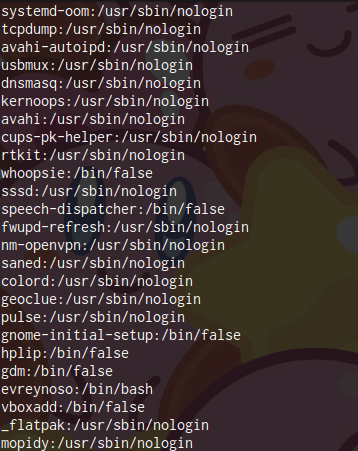 systemd-oom:/usr/sbin/nologin
tcpdump:/usr/sbin/nologin
avahi-autoipd:/usr/sbin/nologin
usbmux:/usr/sbin/nologin
dnsmasq:/usr/sbin/nologin
kernoops:/usr/sbin/nologin
avahi:/usr/sbin/nologin
cups-pk-helper:/usr/sbin/nologin
rtkit:/usr/sbin/nologin
whoopsie:/bin/false
sssd:/usr/sbin/nologin
speech-dispatcher:/bin/false
fwupd-refresh:/usr/sbin/nologin
nm-openvpn:/usr/sbin/nologin
saned:/usr/sbin/nologin
colord:/usr/sbin/nologin
geoclue:/usr/sbin/nologin
pulse:/usr/sbin/nologin
gnome-initial-setup:/bin/false
hplip:/bin/false
gdm:/bin/false
evreynoso:/bin/bash
vboxadd:/bin/false
_flatpak:/usr/sbin/nologin
mopidy:/usr/sbin/nologin